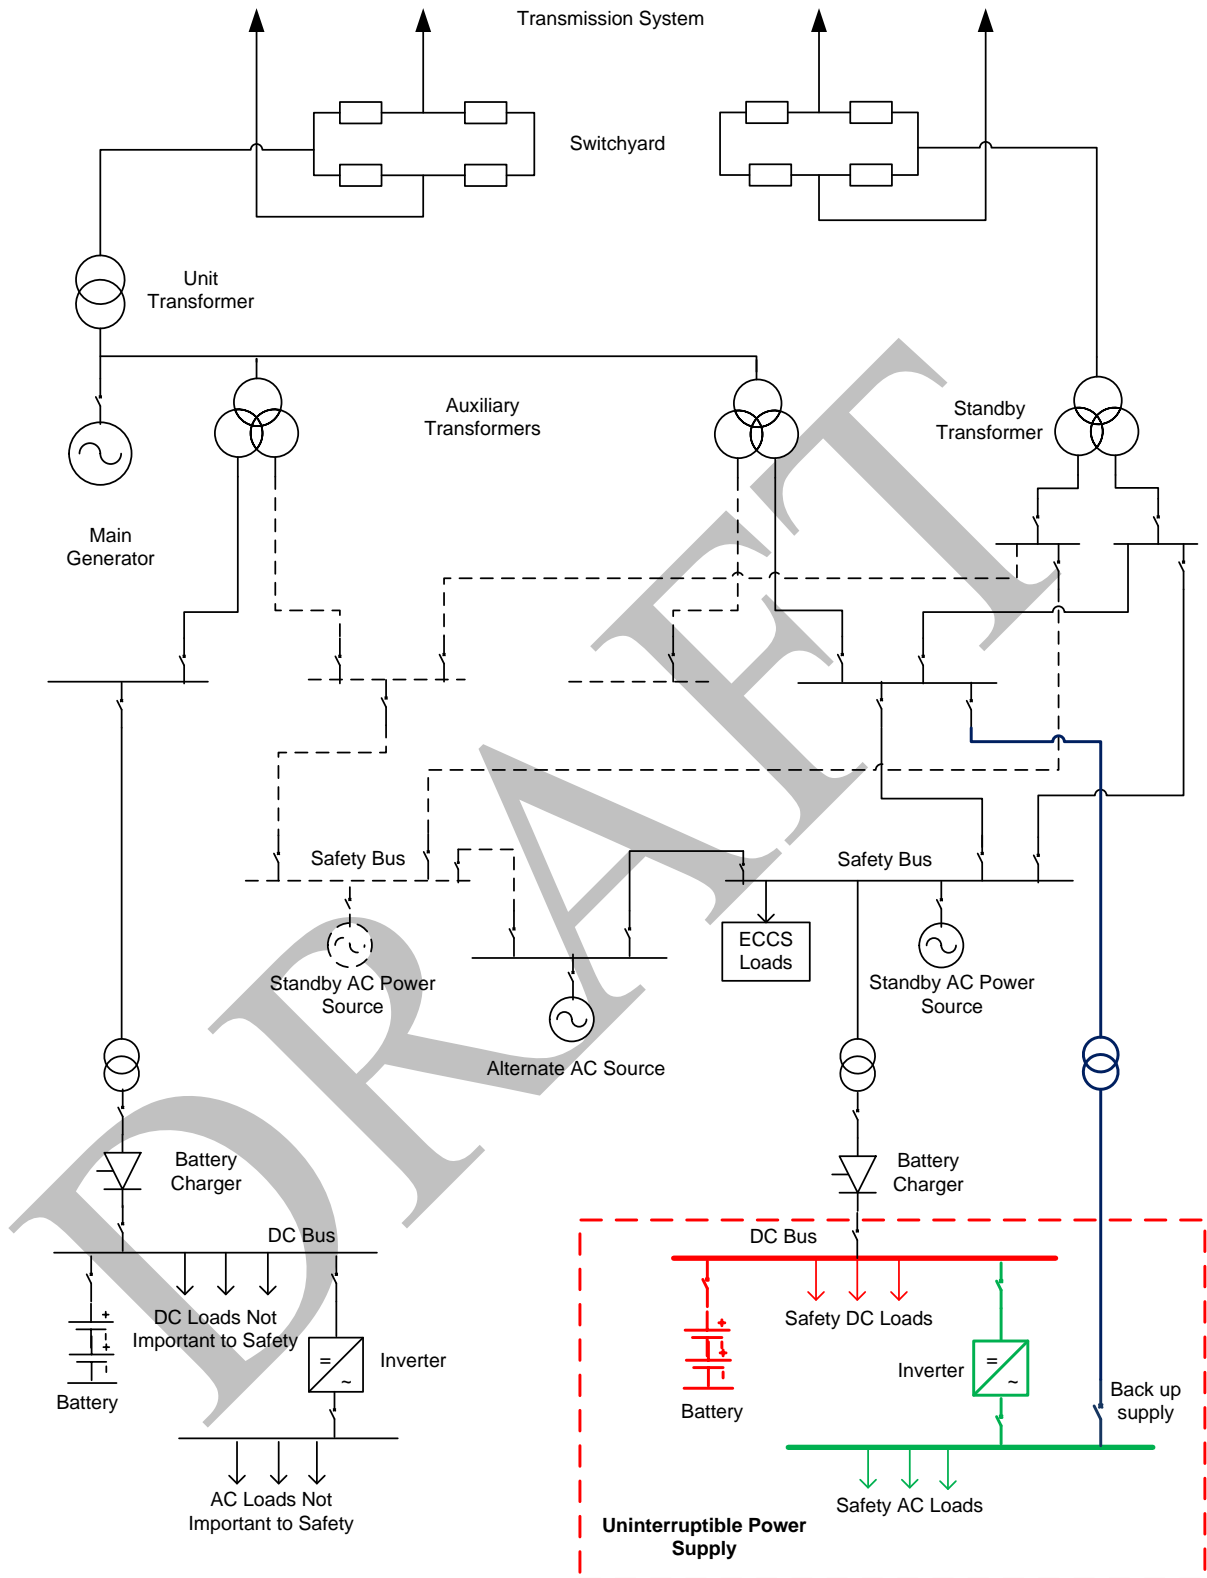 Transmission System
Switchyard
Unit
Transformer
Auxiliary
Transformers
Standby
Transformer
Main
Generator
Safety Bus
Safety Bus
ECCS
Loads
Standby AC Power
Source
Standby AC Power
Source
Alternate AC Source
Battery
Charger
Battery
Charger
DC Bus
DC Bus
DC Loads Not
Important to Safety
Safety DC Loads
+
-
+
-
+
-
+
-
=
~
Inverter
Inverter
=
~
Battery
Battery
Back up
supply
AC Loads Not
Important to Safety
Safety AC Loads
Uninterruptible Power
Supply
DRAFT